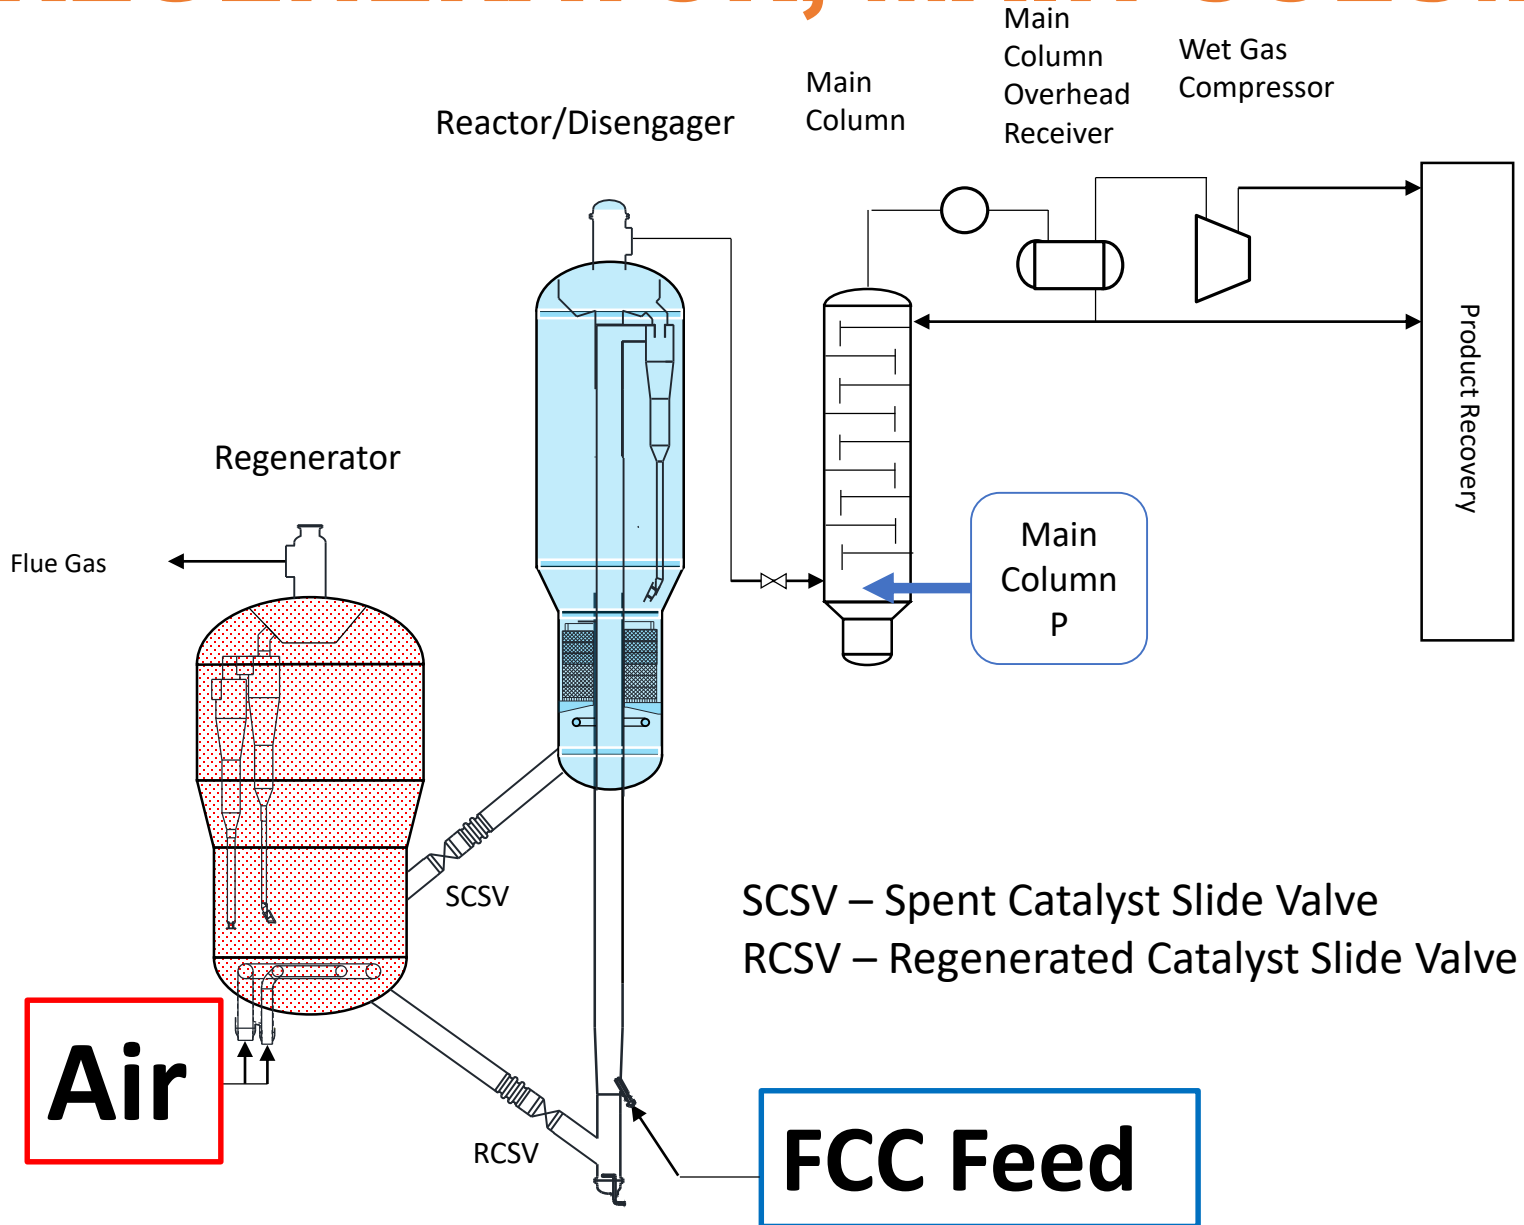 Main
Column
Overhead
Receiver
Wet Gas
Compressor
Main
Column
Reactor/Disengager
Product Recovery
Regenerator
Main
Column
P
Flue Gas
SCSV
SCSV – Spent Catalyst Slide Valve
RCSV – Regenerated Catalyst Slide Valve
Air
RCSV
FCC Feed